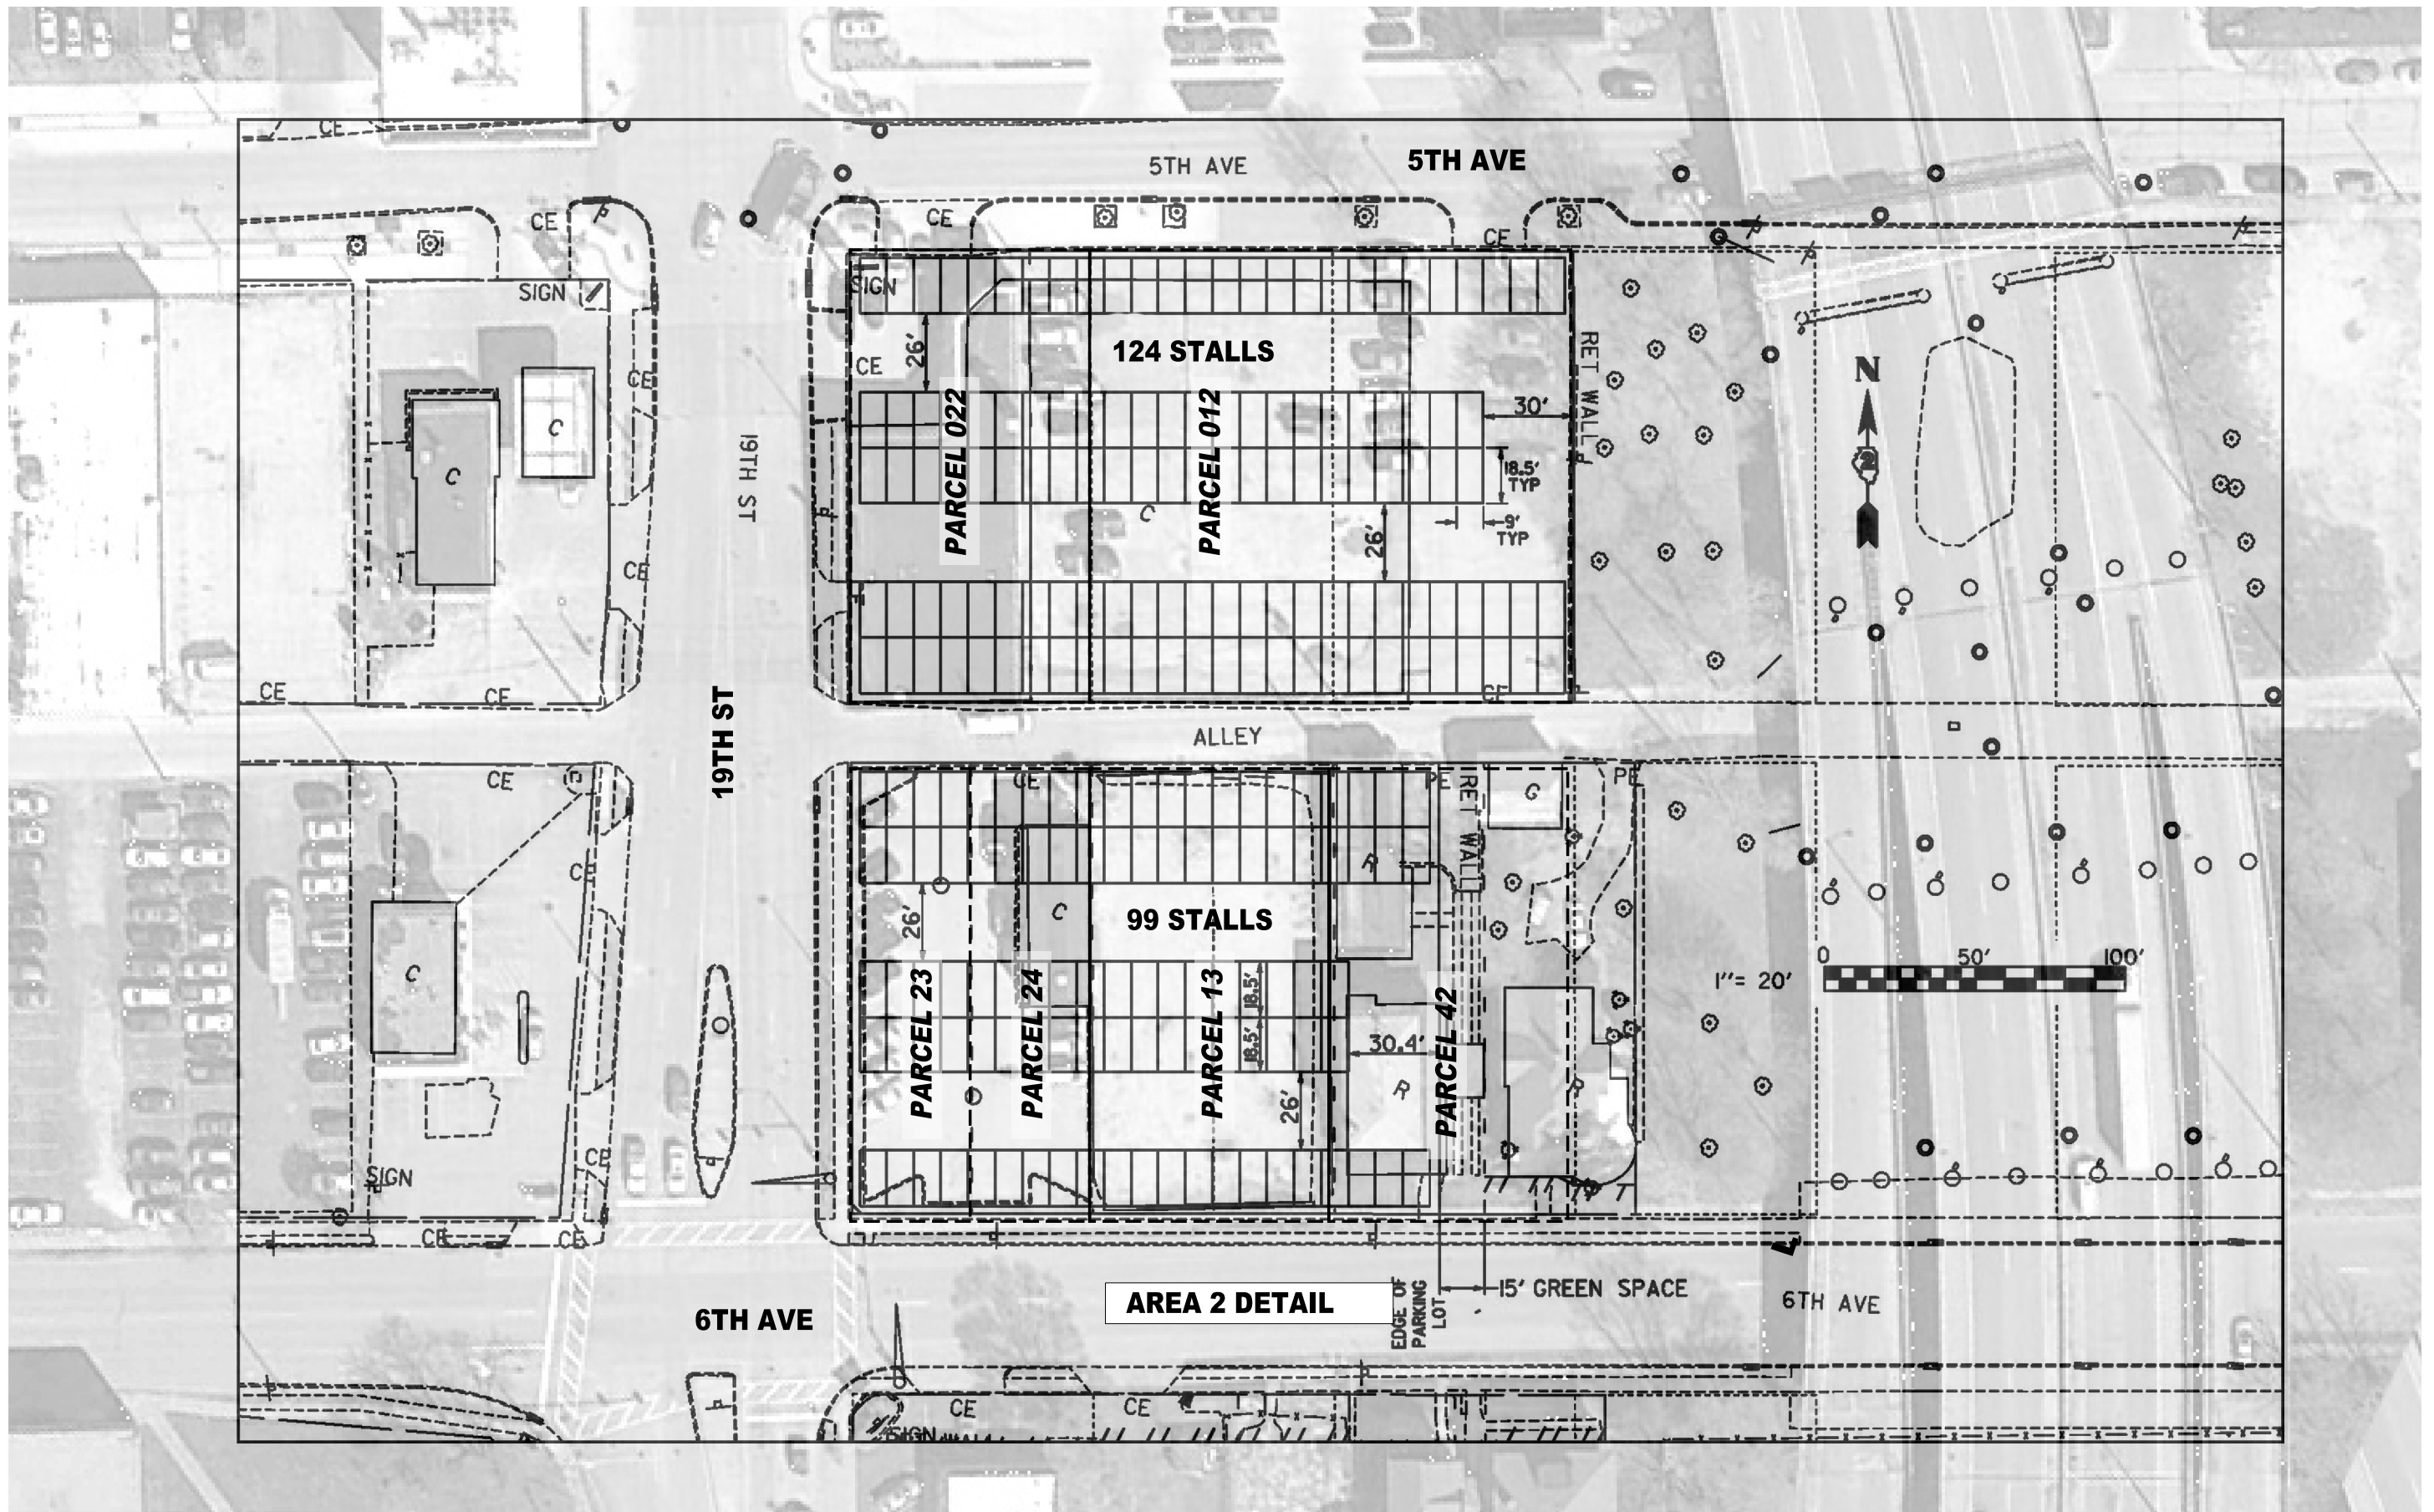 CE
5TH AVE
5TH AVE
CE
CE
CE
SIGN
SIGN
N
RET WALL
124 STALLS
26'
CE
CE
C
PARCEL 022
PARCEL 012
30'
C
19TH ST
18.5'
TYP
C
9'
TYP
26'
CE
CE
CE
CE
19TH ST
ALLEY
CE
CE
PE
RET WALL
PE
G
CE
R
26'
C
99 STALLS
0
50'
100'
1"= 20'
C
PARCEL 23
PARCEL 24
PARCEL 13
18.5'
18.5'
PARCEL 42
30.4'
R
R
26'
CE
SIGN
CE
CE
15' GREEN SPACE
EDGE OF
PARKING
LOT
AREA 2 DETAIL
6TH AVE
6TH AVE
CE
CE
SIGN